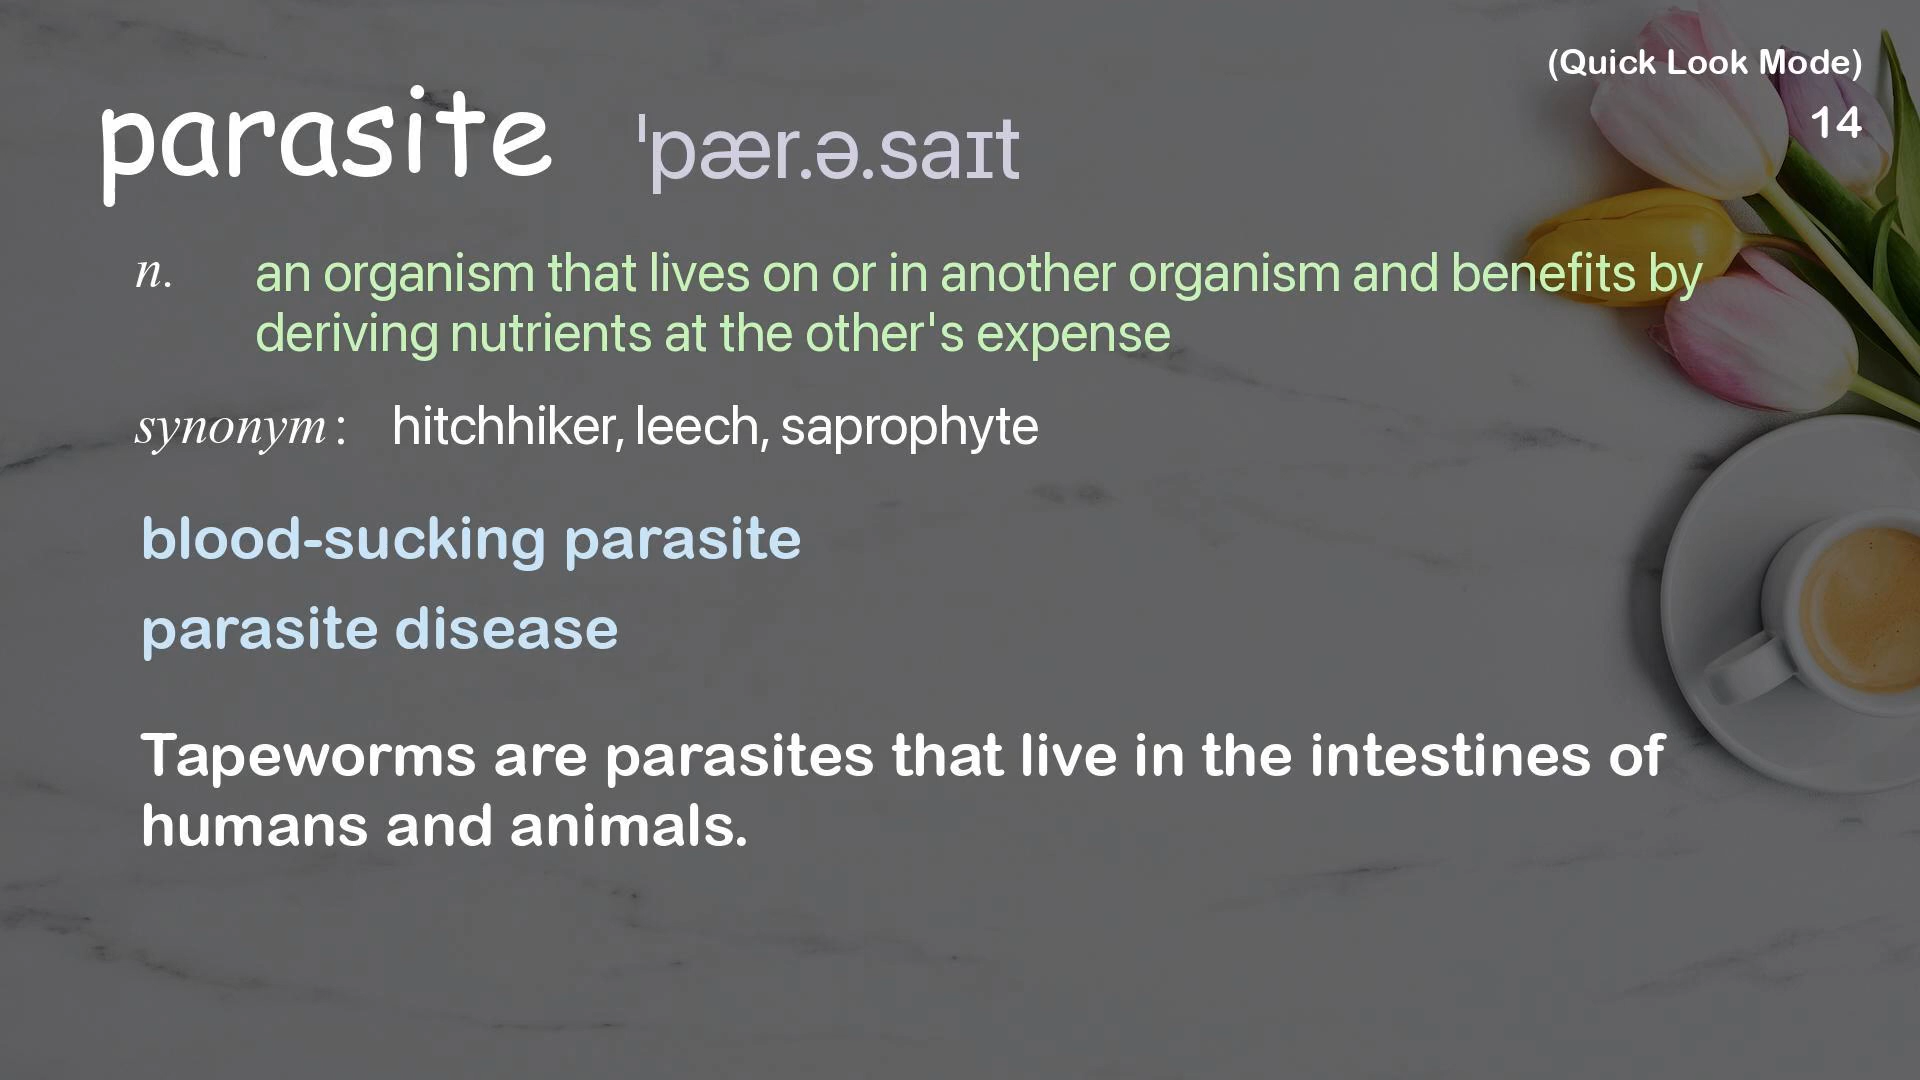 (Quick Look Mode)
14
parasite ˈpær.ə.saɪt
n. an organism that lives on or in another organism and benefits by
deriving nutrients at the other's expense
synonym: hitchhiker, leech, saprophyte
blood-sucking parasite
parasite disease
Tapeworms are parasites that live in the intestines of
humans and animals.